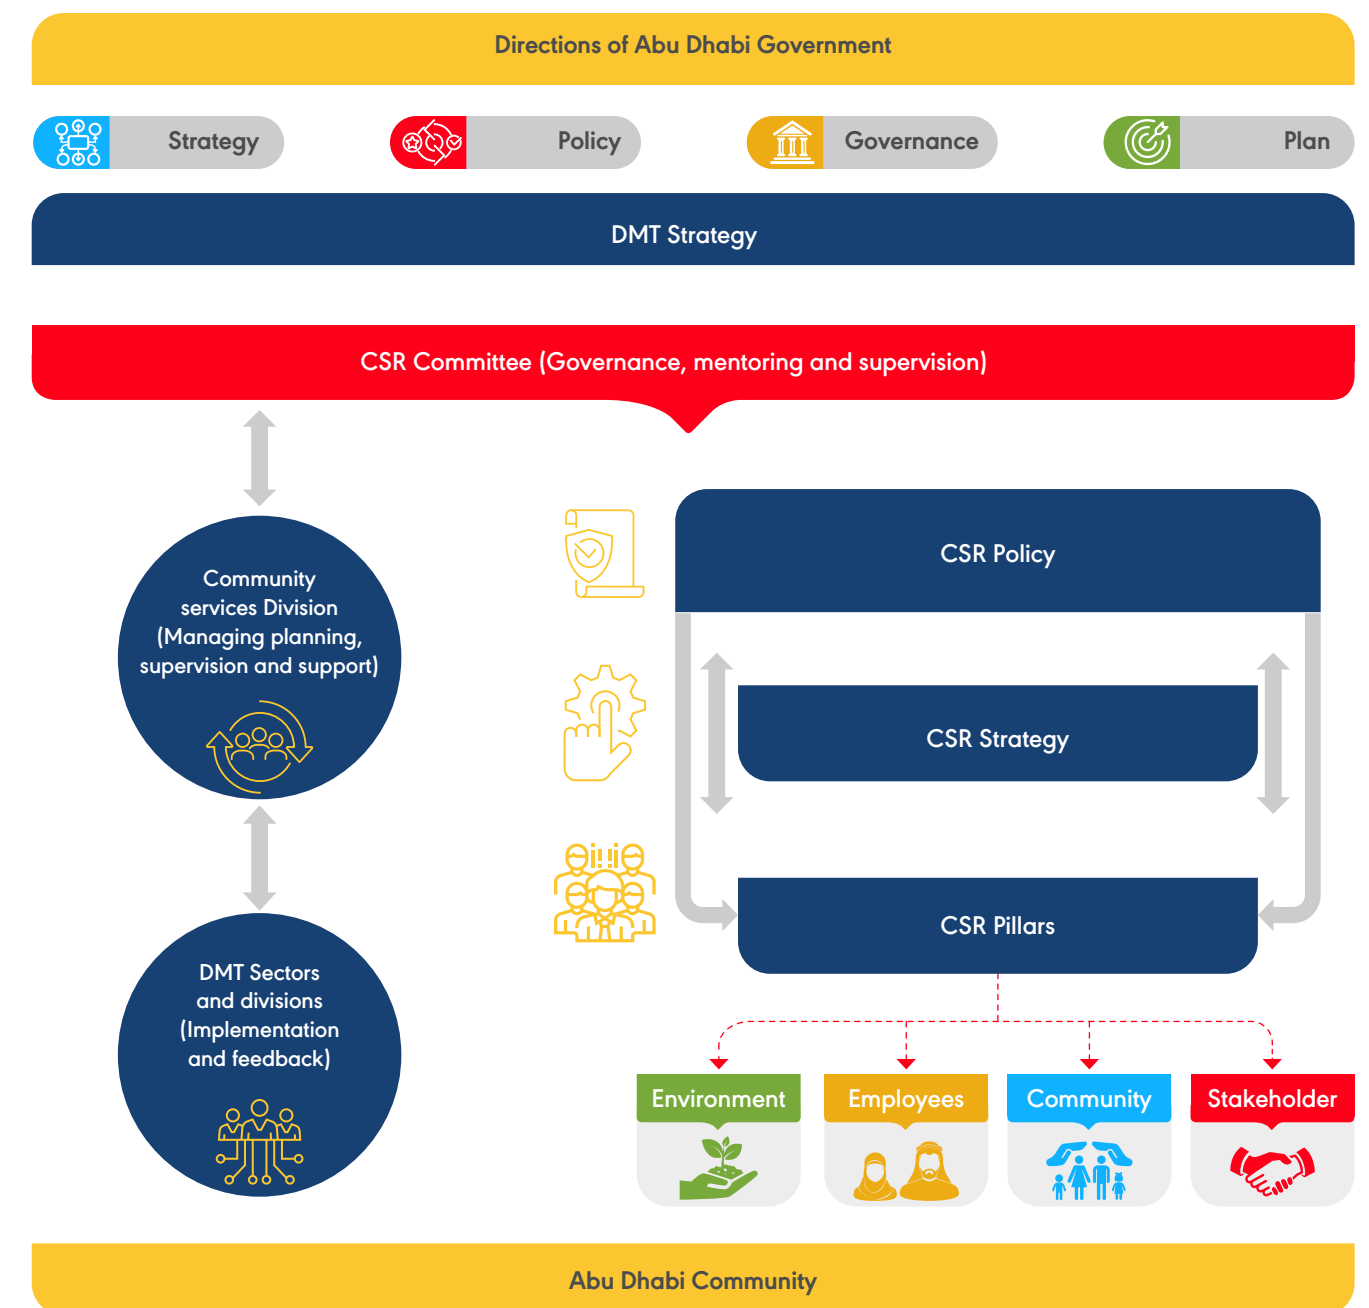 Directions of Abu Dhabi Government
Strategy
Policy
Governance
Plan
DMT Strategy
CSR Committee (Governance, mentoring and supervision)
Community
services Division
(Managing planning,
supervision and support)
DMT Sectors
and divisions
(Implementation
and feedback)
CSR Policy
CSR Strategy
CSR Pillars
Environment
Employees
Community
Stakeholder
Abu Dhabi Community